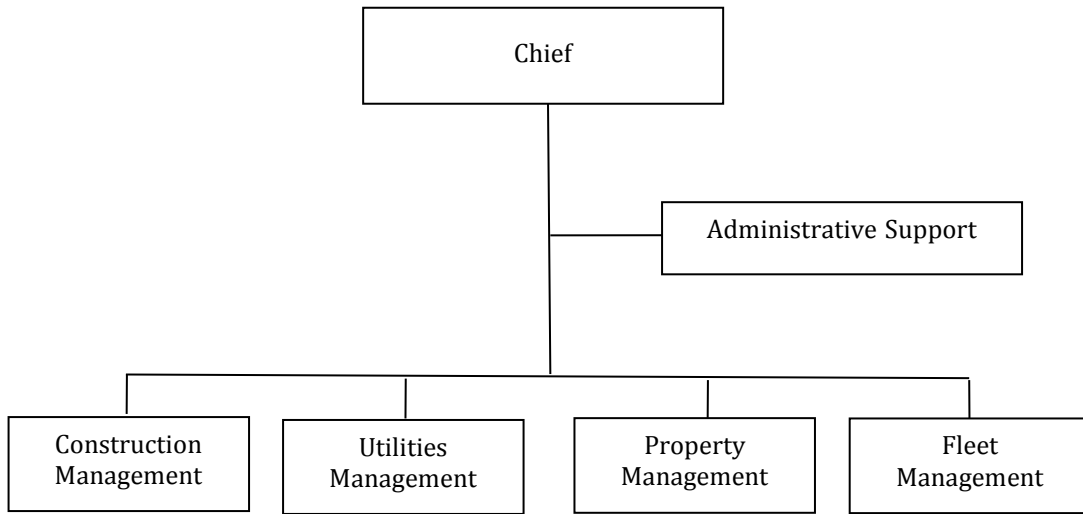 Chief
Administrative Support
Construction
Management
Utilities
Management
Property
Management
Fleet
Management